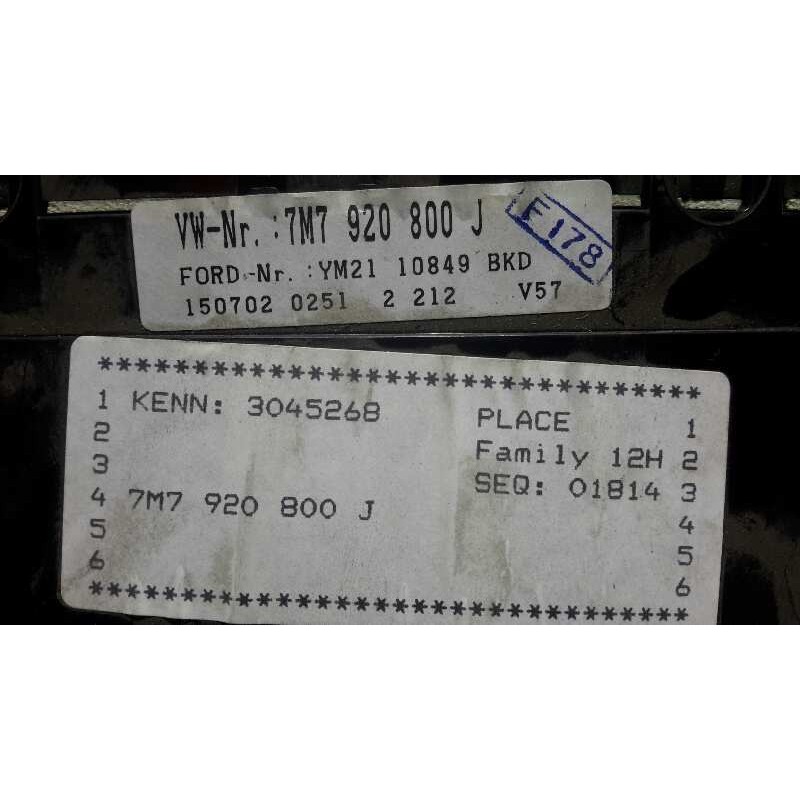 VW-Nr.:7M7 920 800 J
F178
FORD-Nr.:YM21 10849 BKD
150702 0251 2 212 V57
********************************
1 KENN: 3045268 PLACE 1
2 Family 12H 2
3 SEQ: 01814 3
4 7M7 920 800 J 4
5 5
6 6
********************************